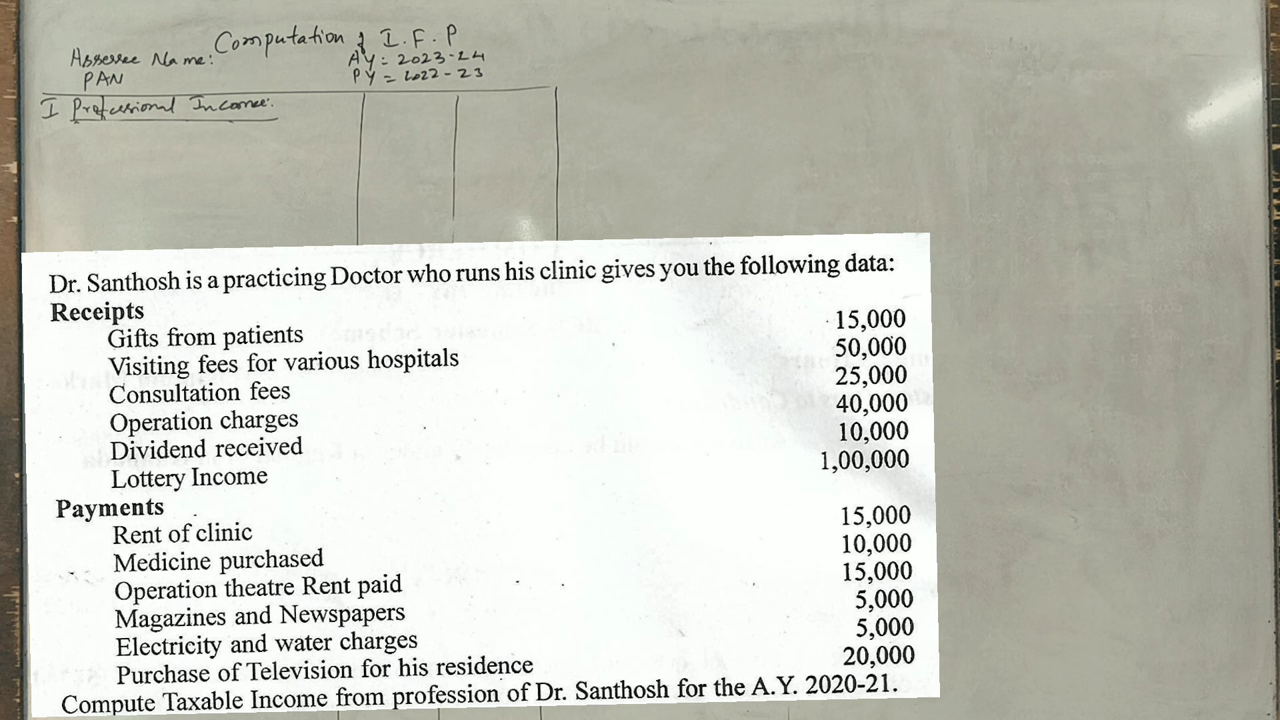 Computation of I.F.P
Assessee Name:
AY: 2023-24
PAN
PY = 2022-23
I Professional Income:
Dr. Santhosh is a practicing Doctor who runs his clinic gives you the following data:
Receipts
Gifts from patients 15,000
Visiting fees for various hospitals 50,000
Consultation fees 25,000
Operation charges 40,000
Dividend received 10,000
Lottery Income 1,00,000
Payments
Rent of clinic 15,000
Medicine purchased 10,000
Operation theatre Rent paid 15,000
Magazines and Newspapers 5,000
Electricity and water charges 5,000
Purchase of Television for his residence 20,000
Compute Taxable Income from profession of Dr. Santhosh for the A.Y. 2020-21.